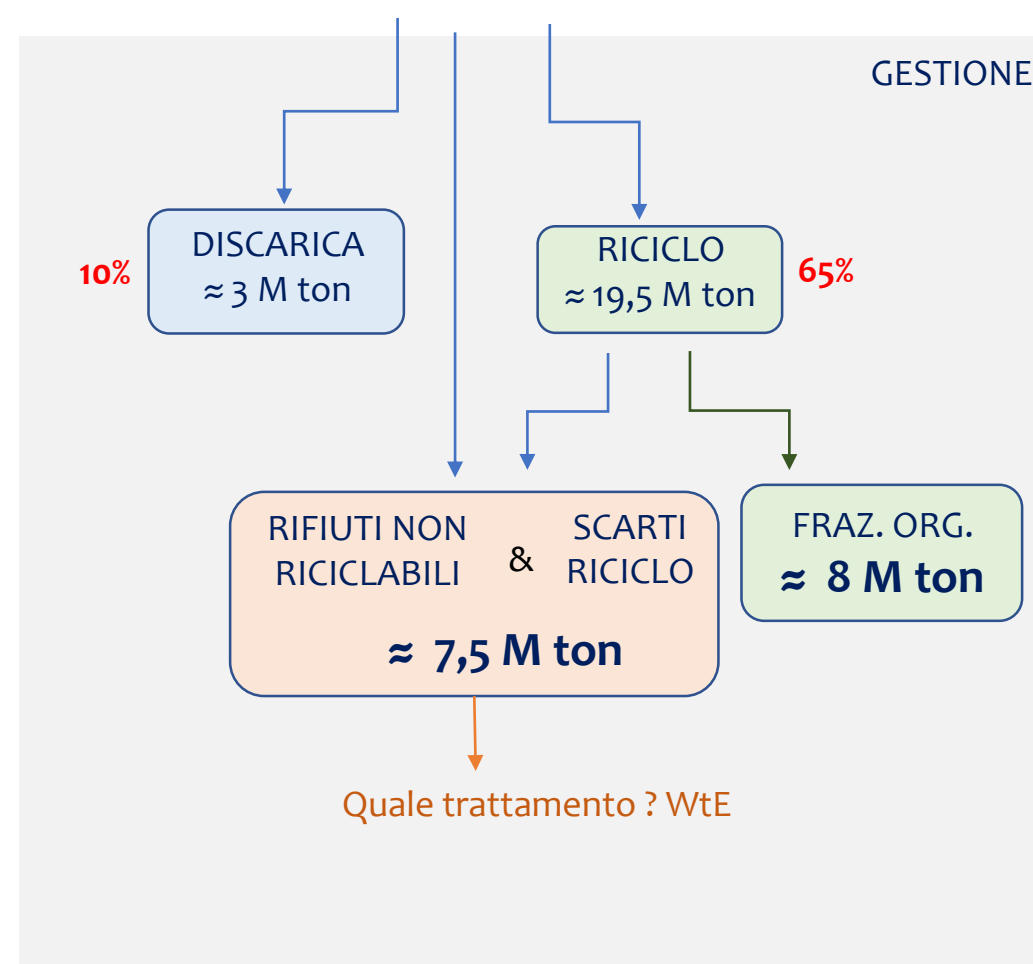 GESTIONE
10%
DISCARICA
≈ 3 M ton
RICICLO
≈ 19,5 M ton
65%
RIFIUTI NON
RICICLABILI
&
SCARTI
RICICLO
≈ 7,5 M ton
FRAZ. ORG.
≈ 8 M ton
Quale trattamento ? WtE